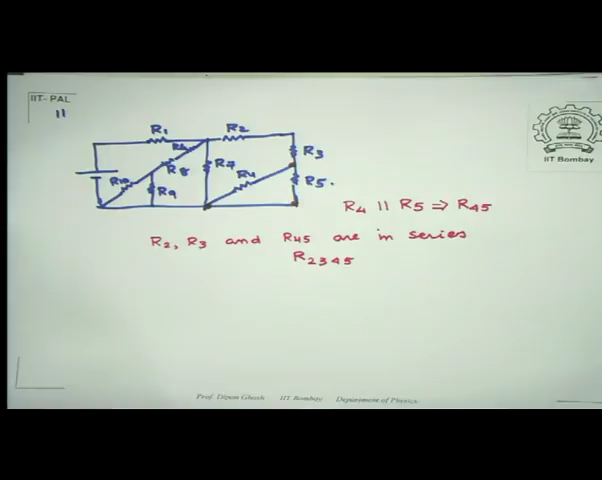 IIT-PAL
11
R1
R2
R6
R3
R8
R7
R4
R10
R9
R5.
IIT Bombay
R4 || R5 ⇒ R45
R2, R3 and R45 are in series
R2345
Prof. Dipan Ghosh IIT Bombay Department of Physics